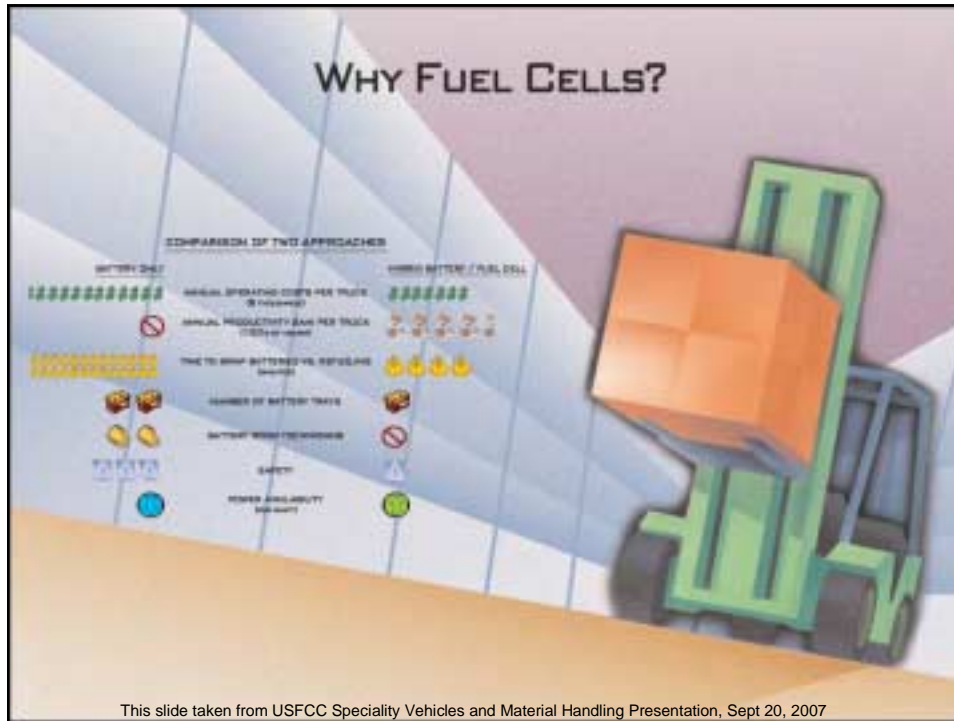 WHY FUEL CELLS?
COMPARISON OF TWO APPROACHES
BATTERY ONLY
HYBRID BATTERY / FUEL CELL
ANNUAL OPERATING COSTS PER TRUCK
ANNUAL PRODUCTIVITY GAIN PER TRUCK
TIME TO SWAP BATTERIES VS. REFUELING
NUMBER OF BATTERY TRAYS
BATTERY ROOM
SAFETY
POWER AVAILABILITY
This slide taken from USFCC Speciality Vehicles and Material Handling Presentation, Sept 20, 2007